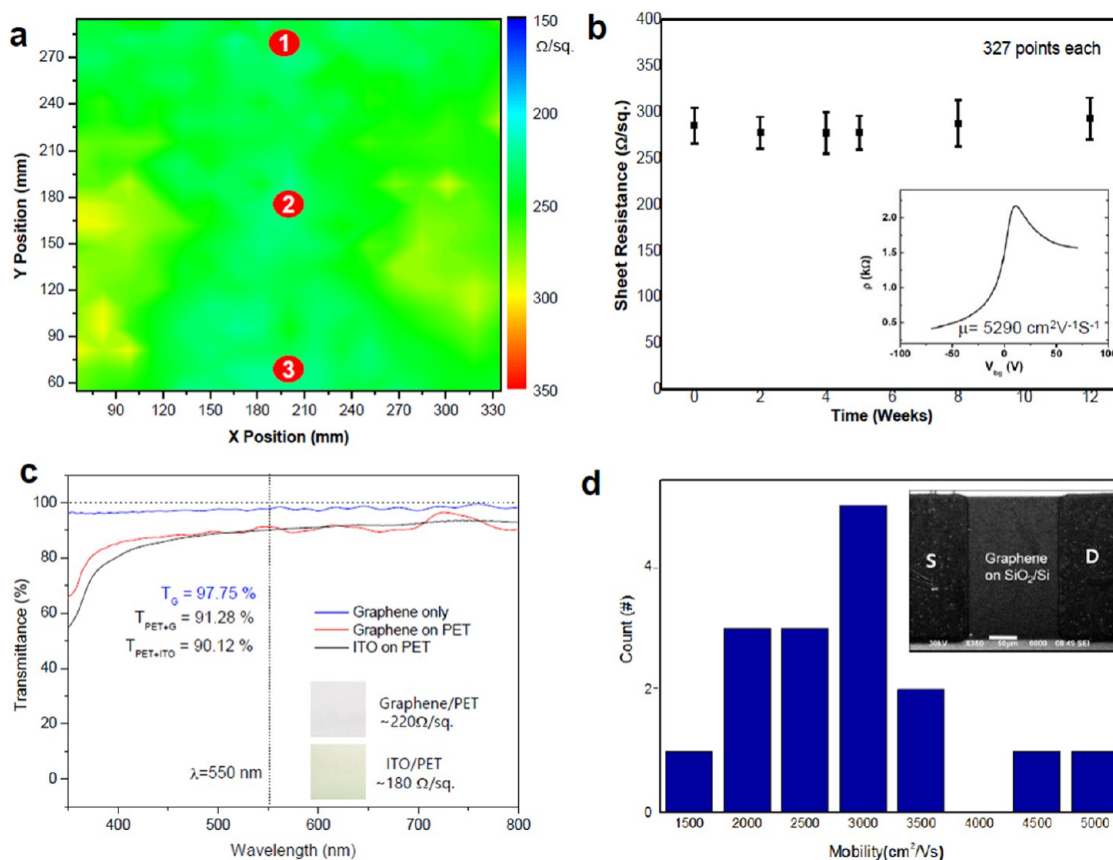 a
Y Position (mm)
270
240
210
180
150
120
90
60
1
2
3
90 120 150 180 210 240 270 300 330
X Position (mm)
150
Ω/sq.
200
250
300
350
b
Sheet Resistance (Ω/sq.)
400
350
300
250
200
150
100
50
0
327 points each
0 2 4 6 8 10 12
Time (Weeks)
ρ (kΩ)
2.0
1.5
1.0
0.5
μ= 5290 cm²V-¹S-¹
-100 -50 0 50 100
V_bg (V)
c
Transmittance (%)
100
80
60
40
20
0
T_G = 97.75 %
T_PET+G = 91.28 %
T_PET+ITO = 90.12 %
Graphene only
Graphene on PET
ITO on PET
Graphene/PET
~220Ω/sq.
ITO/PET
~180 Ω/sq.
λ=550 nm
400 500 600 700 800
Wavelength (nm)
d
Count (#)
4
2
0
S
Graphene
on SiO₂/Si
D
30kV X350 50μm 6000 08 49 SEI
1500 2000 2500 3000 3500 4000 4500 5000
Mobility(cm²/Vs)